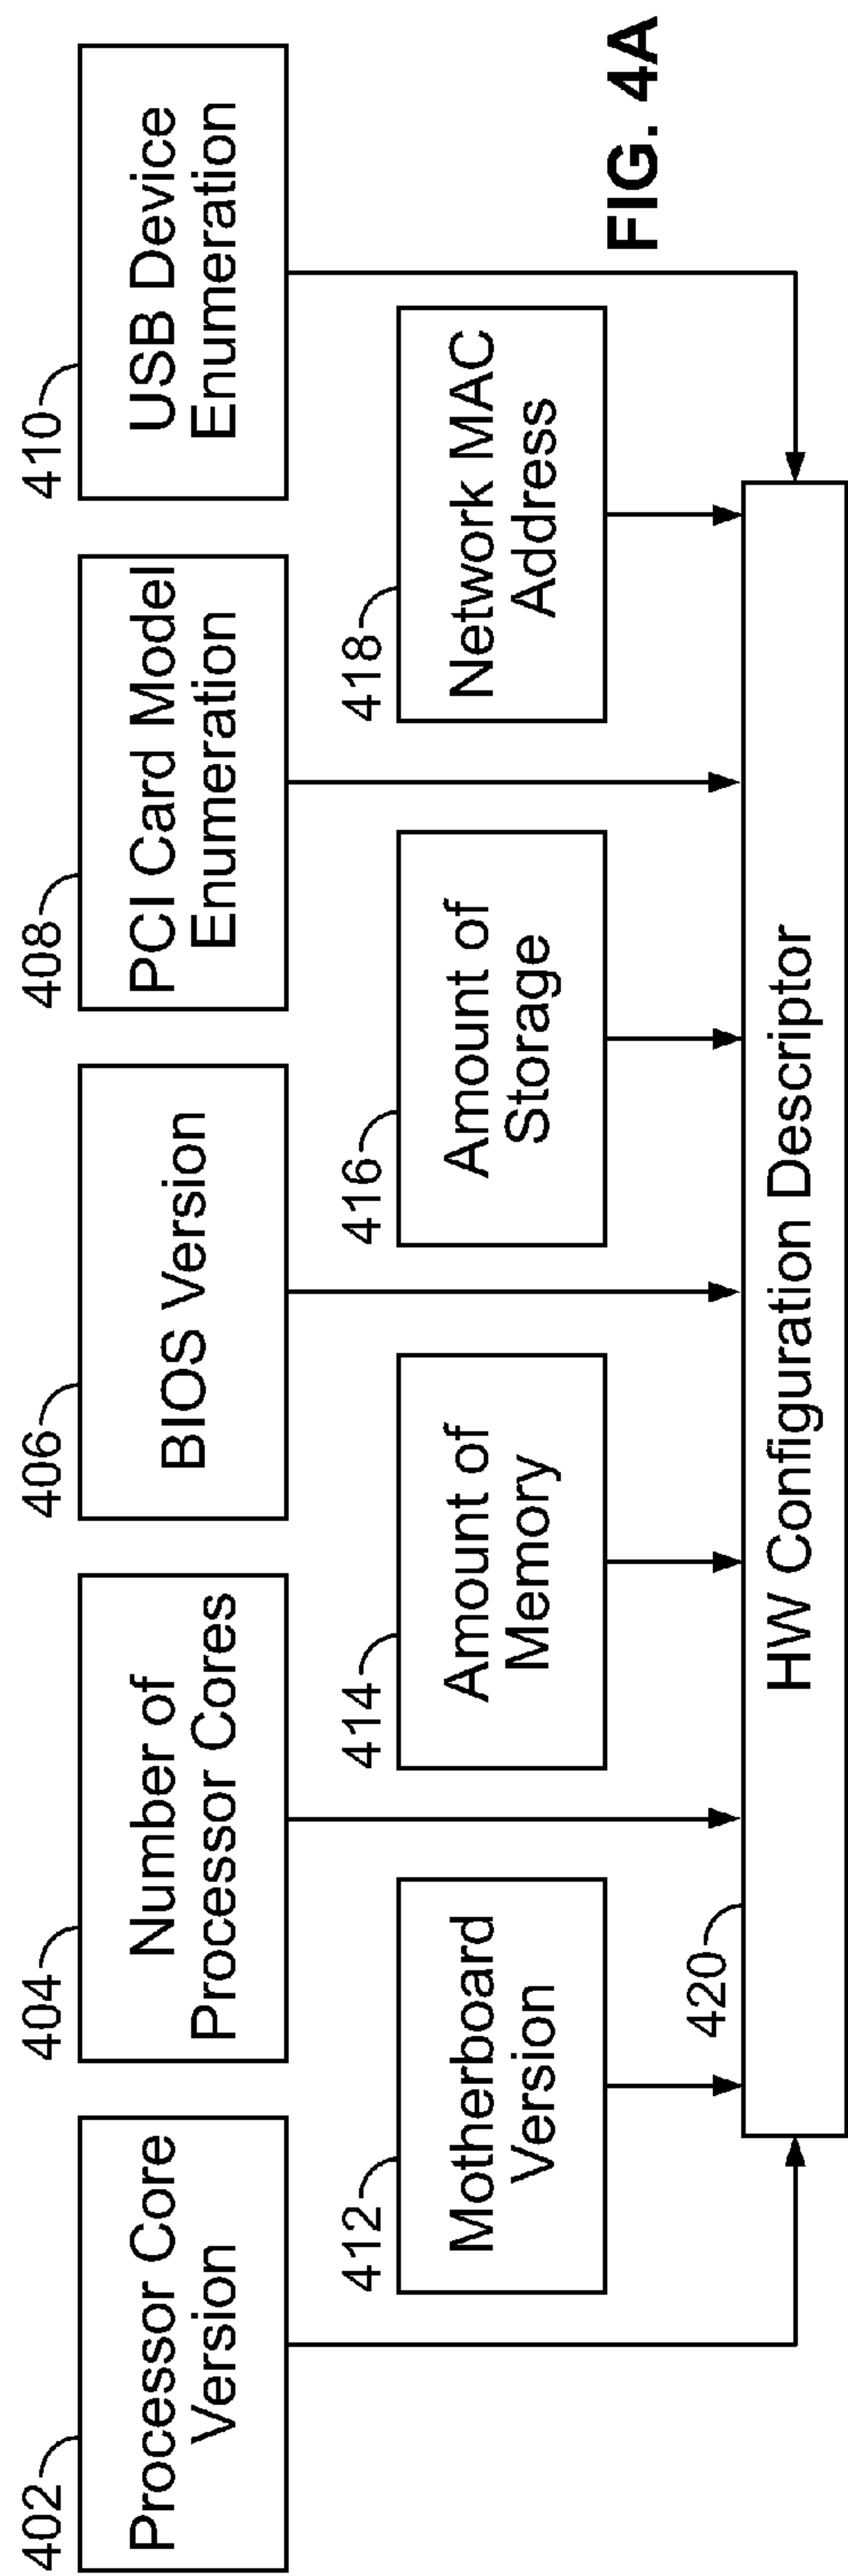 402
Processor Core
Version
404
Number of
Processor Cores
406
BIOS Version
408
PCI Card Model
Enumeration
410
USB Device
Enumeration
412
Motherboard
Version
414
Amount of
Memory
416
Amount of
Storage
418
Network MAC
Address
420
HW Configuration Descriptor
FIG. 4A